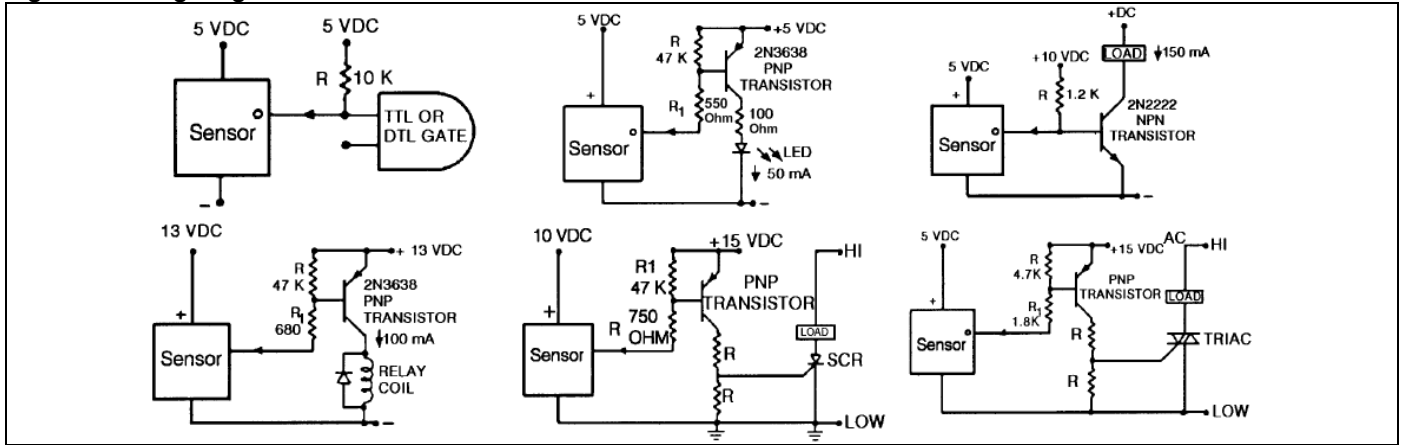 5 VDC
5 VDC
R
10 K
Sensor
TTL OR
DTL GATE
–
5 VDC
+5 VDC
R
47 K
2N3638
PNP
TRANSISTOR
R1
550
Ohm
100
Ohm
+
Sensor
LED
50 mA
–
+DC
LOAD
150 mA
+10 VDC
5 VDC
R
1.2 K
+
2N2222
NPN
TRANSISTOR
Sensor
–
13 VDC
+ 13 VDC
R
47 K
2N3638
PNP
TRANSISTOR
R1
680
+
100 mA
Sensor
RELAY
COIL
–
10 VDC
+15 VDC
R1
47 K
PNP
TRANSISTOR
+
R
750
OHM
Sensor
R
R
HI
LOAD
SCR
LOW
5 VDC
+15 VDC
AC
HI
R
4.7K
PNP
TRANSISTOR
LOAD
+
R1
1.8K
Sensor
R
R
TRIAC
LOW